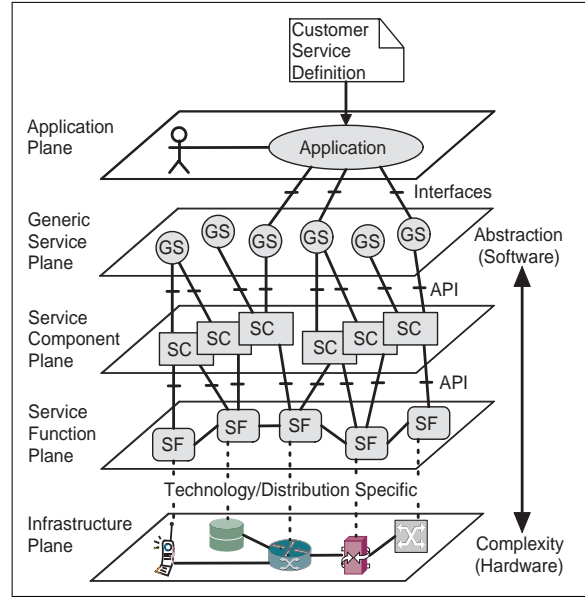 Customer
Service
Definition
Application
Plane
Application
Interfaces
Generic
Service
Plane
GS
GS
GS
GS
GS
GS
Abstraction
(Software)
API
Service
Component
Plane
SC
SC
SC
SC
SC
SC
API
Service
Function
Plane
SF
SF
SF
SF
SF
Technology/Distribution Specific
Infrastructure
Plane
Complexity
(Hardware)